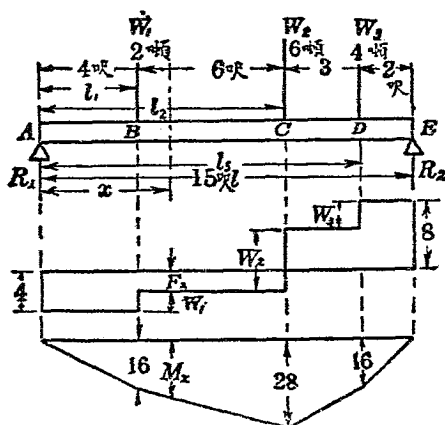 W₁ W₂ W₃
2噸 6噸 4噸
4呎 6呎 3 2呎
l₁
l₂
A B C D E
l₃
R₁ 15呎l R₂
x
W₃
W₂ 8
4 F₃
W₁
16 Mₓ 28 16